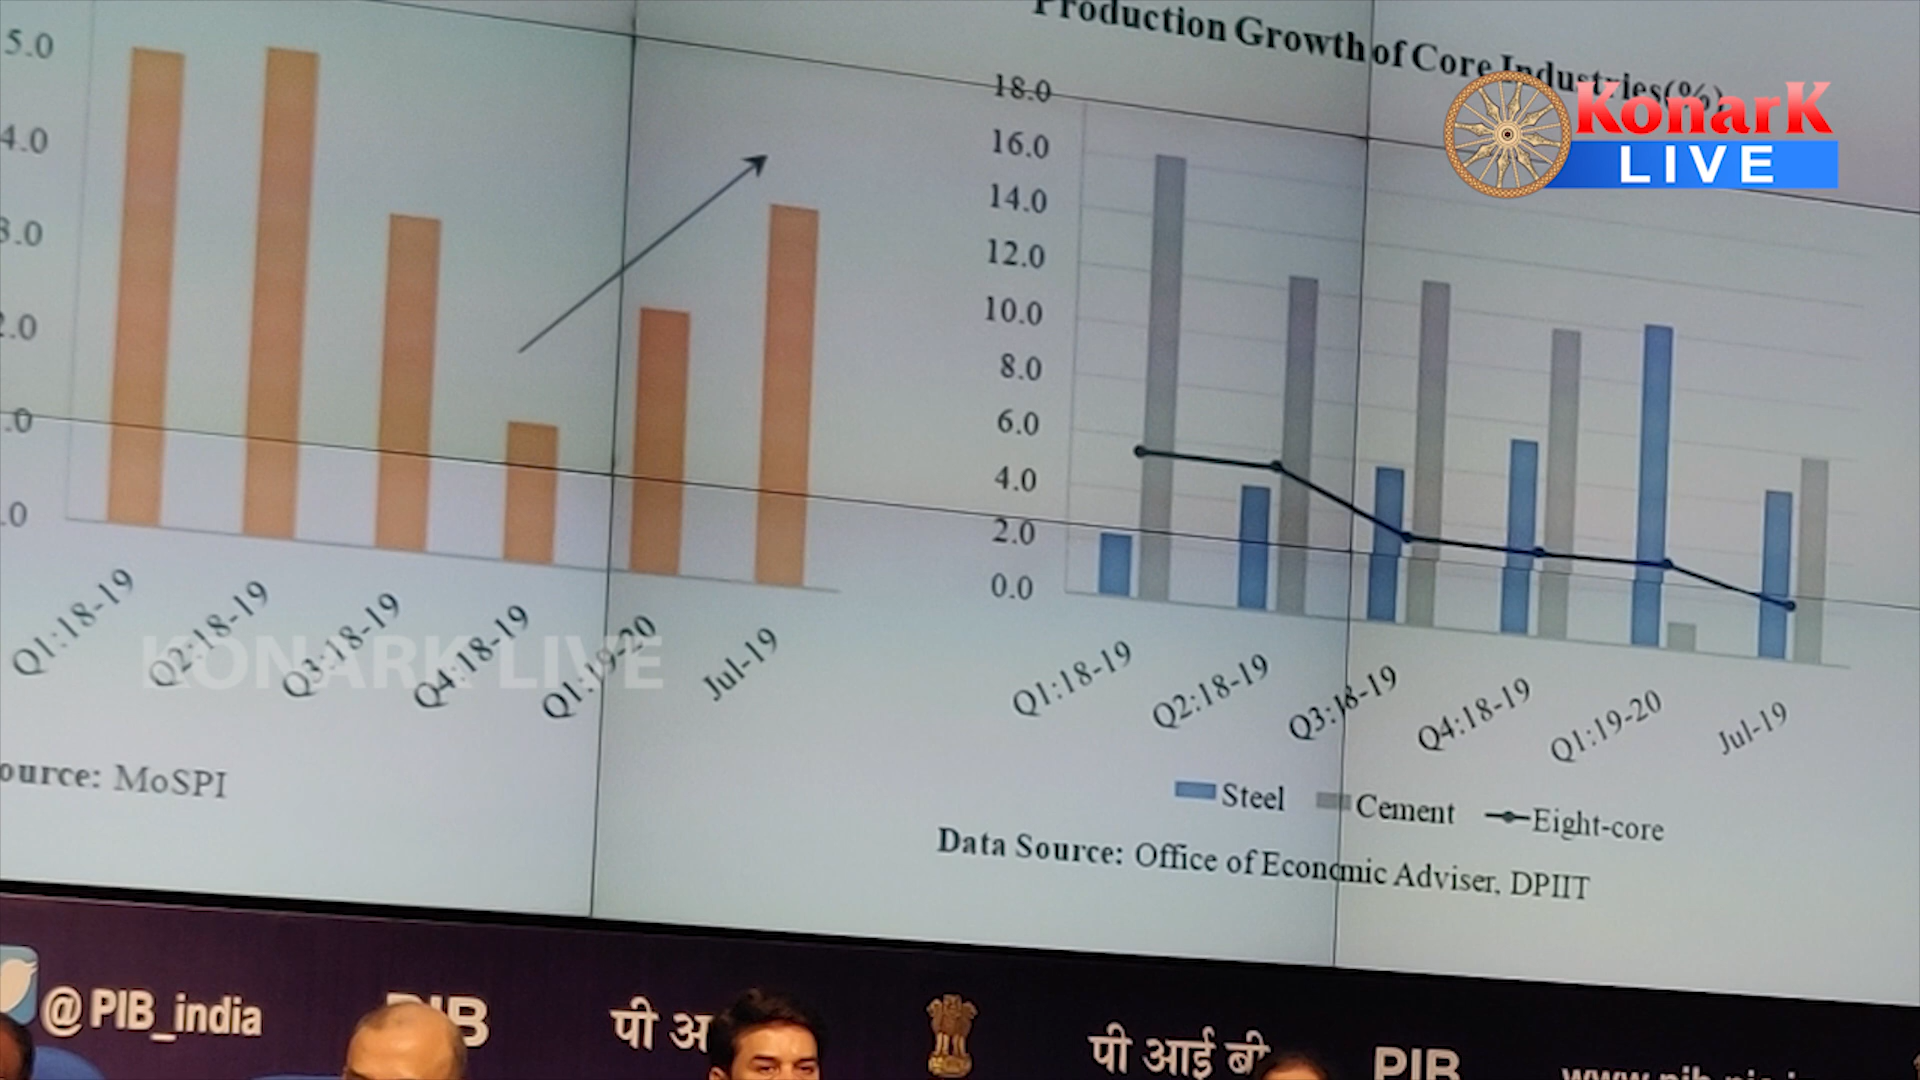 5.0
4.0
3.0
2.0
.0
.0
Q1:18-19
Q2:18-19
Q3:18-19
Q4:18-19
Q1:19-20
Jul-19
ource: MoSPI
Production Growth of Core Industries(%)
18.0
16.0
14.0
12.0
10.0
8.0
6.0
4.0
2.0
0.0
Q1:18-19
Q2:18-19
Q3:18-19
Q4:18-19
Q1:19-20
Jul-19
Steel Cement Eight-core
Data Source: Office of Economic Adviser, DPIIT
KonarK
LIVE
KONARK LIVE
@PIB_india
PIB
पी अ
पी आई बी
PIB